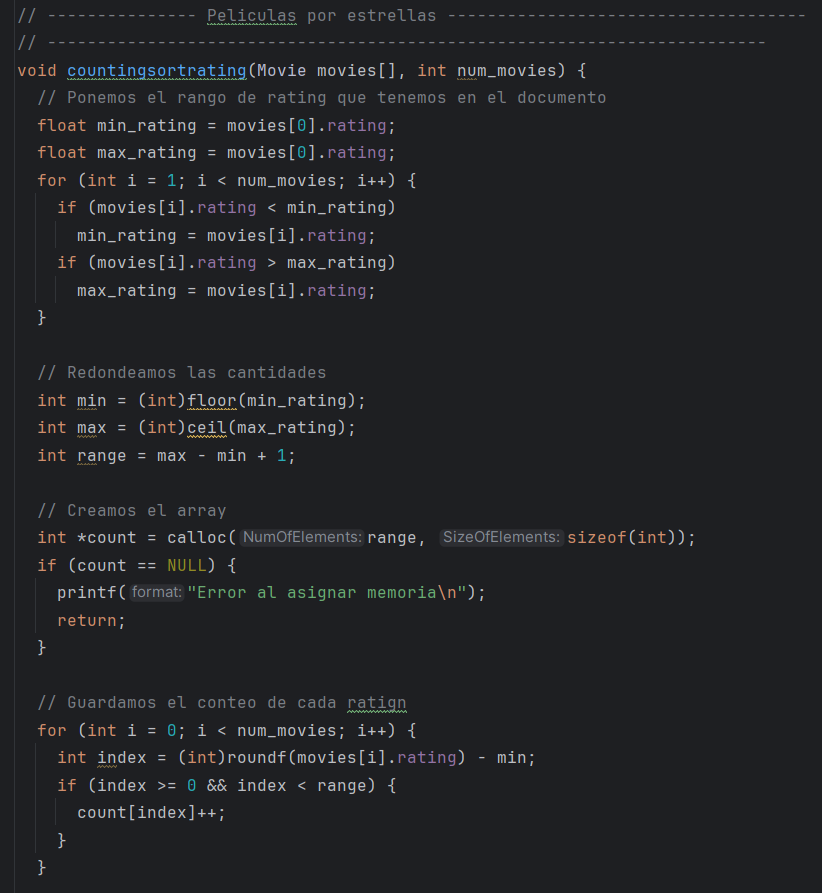 // --------------- Peliculas por estrellas ------------------------------------
// ------------------------------------------------------------------------
void countingsortrating(Movie movies[], int num_movies) {
  // Ponemos el rango de rating que tenemos en el documento
  float min_rating = movies[0].rating;
  float max_rating = movies[0].rating;
  for (int i = 1; i < num_movies; i++) {
    if (movies[i].rating < min_rating)
      min_rating = movies[i].rating;
    if (movies[i].rating > max_rating)
      max_rating = movies[i].rating;
  }
  // Redondeamos las cantidades
  int min = (int)floor(min_rating);
  int max = (int)ceil(max_rating);
  int range = max - min + 1;
  // Creamos el array
  int *count = calloc( NumOfElements: range, SizeOfElements: sizeof(int));
  if (count == NULL) {
    printf( format: "Error al asignar memoria\n");
    return;
  }
  // Guardamos el conteo de cada ratign
  for (int i = 0; i < num_movies; i++) {
    int index = (int)roundf(movies[i].rating) - min;
    if (index >= 0 && index < range) {
      count[index]++;
    }
  }